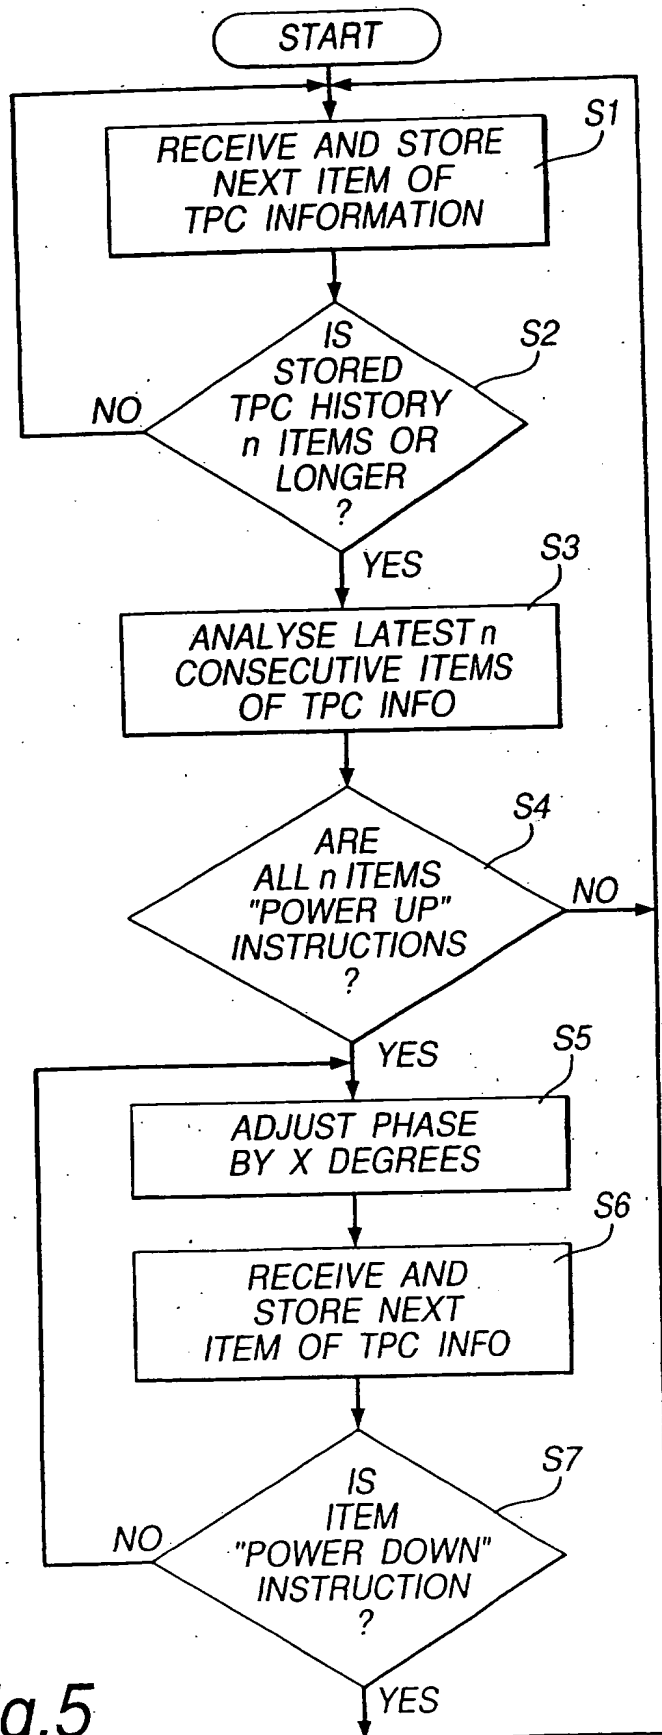 START
S1
RECEIVE AND STORE
NEXT ITEM OF
TPC INFORMATION
S2
IS
STORED
TPC HISTORY
n ITEMS OR
LONGER
?
NO
YES
S3
ANALYSE LATEST n
CONSECUTIVE ITEMS
OF TPC INFO
S4
ARE
ALL n ITEMS
"POWER UP"
INSTRUCTIONS
?
NO
YES
S5
ADJUST PHASE
BY X DEGREES
S6
RECEIVE AND
STORE NEXT
ITEM OF TPC INFO
S7
IS
ITEM
"POWER DOWN"
INSTRUCTION
?
NO
YES
g.5